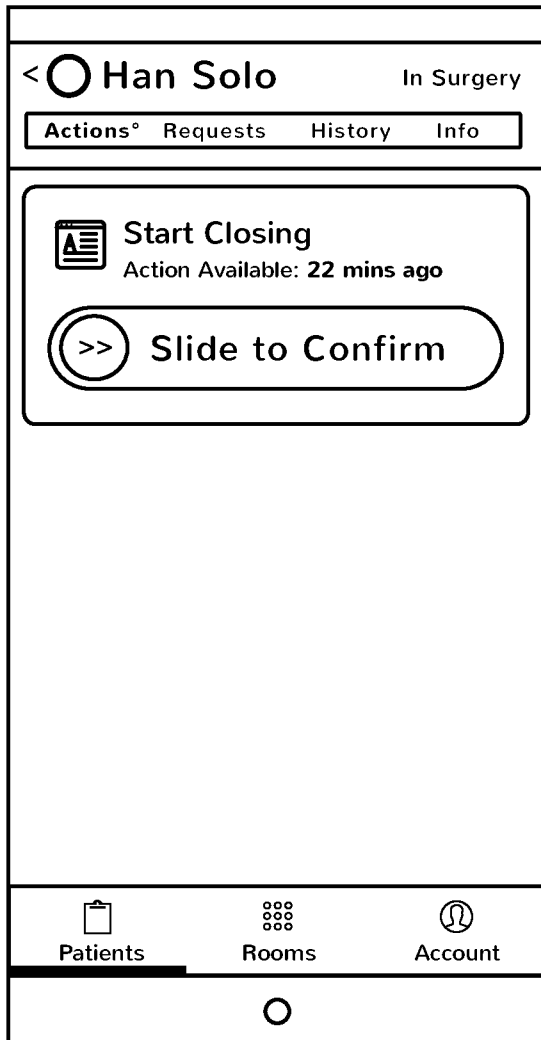 < Han Solo In Surgery
Actions° Requests History Info
Start Closing
Action Available: 22 mins ago
>> Slide to Confirm
Patients Rooms Account